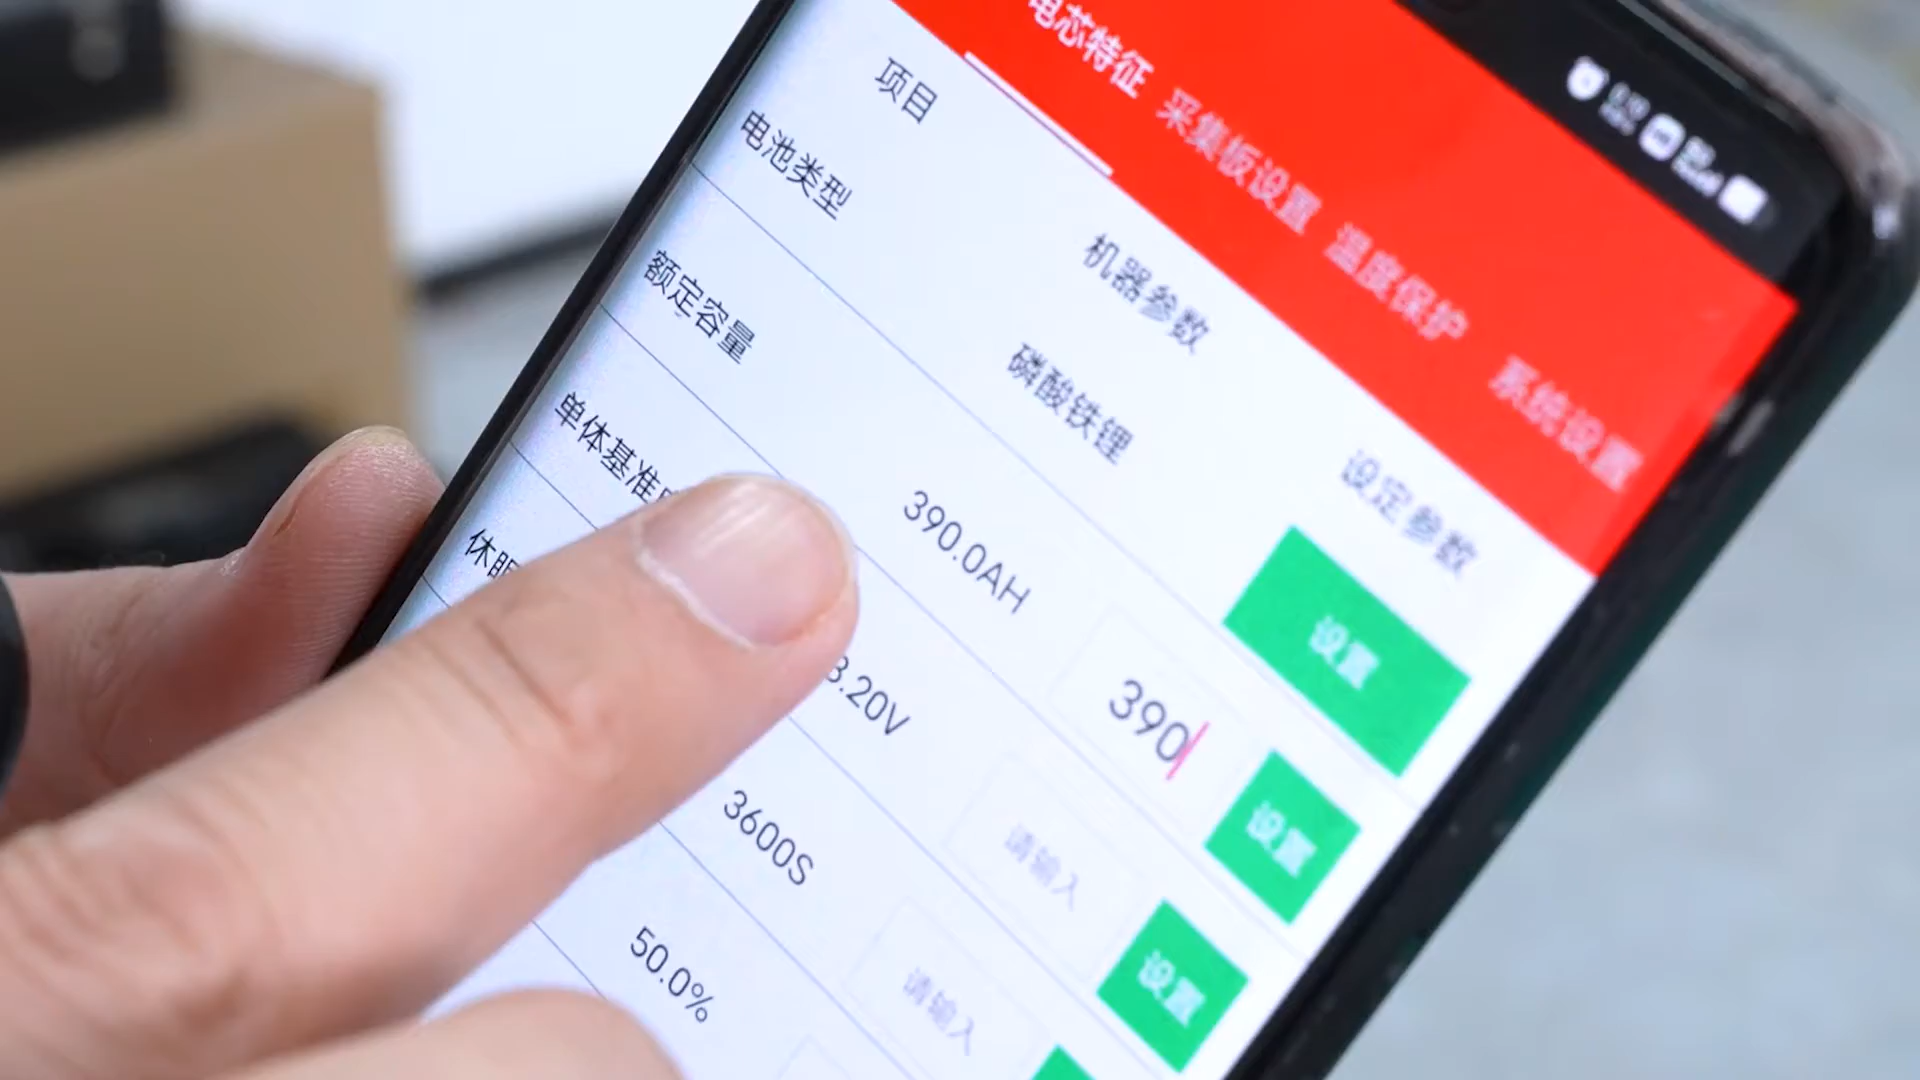 电芯特征 采集板设置 温度保护 系统设置
项目 机器参数 设定参数
电池类型 磷酸铁锂 设置
额定容量 390.0AH 390 设置
单体基准 3.20V 请输入 设置
休眠 3600S 请输入
50.0%